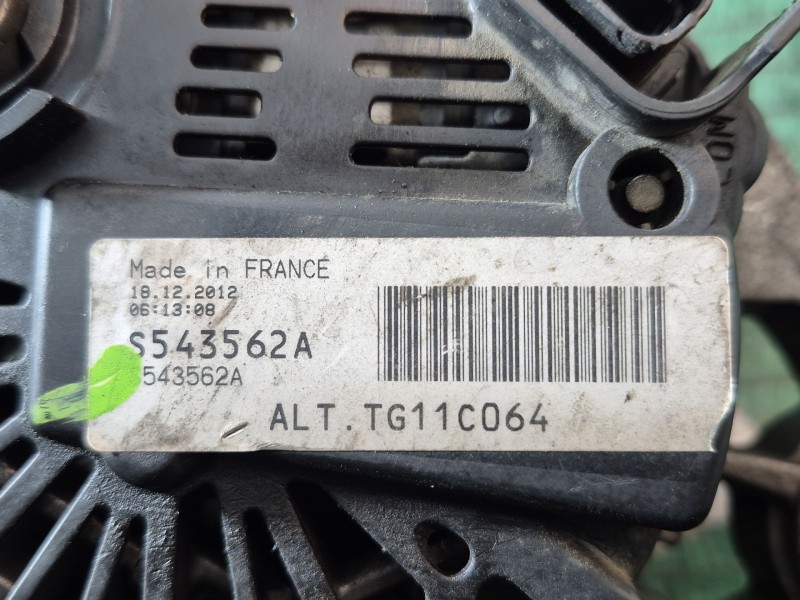 Made in FRANCE
18.12.2012
06:13:08
S543562A
543562A
ALT.TG11C064